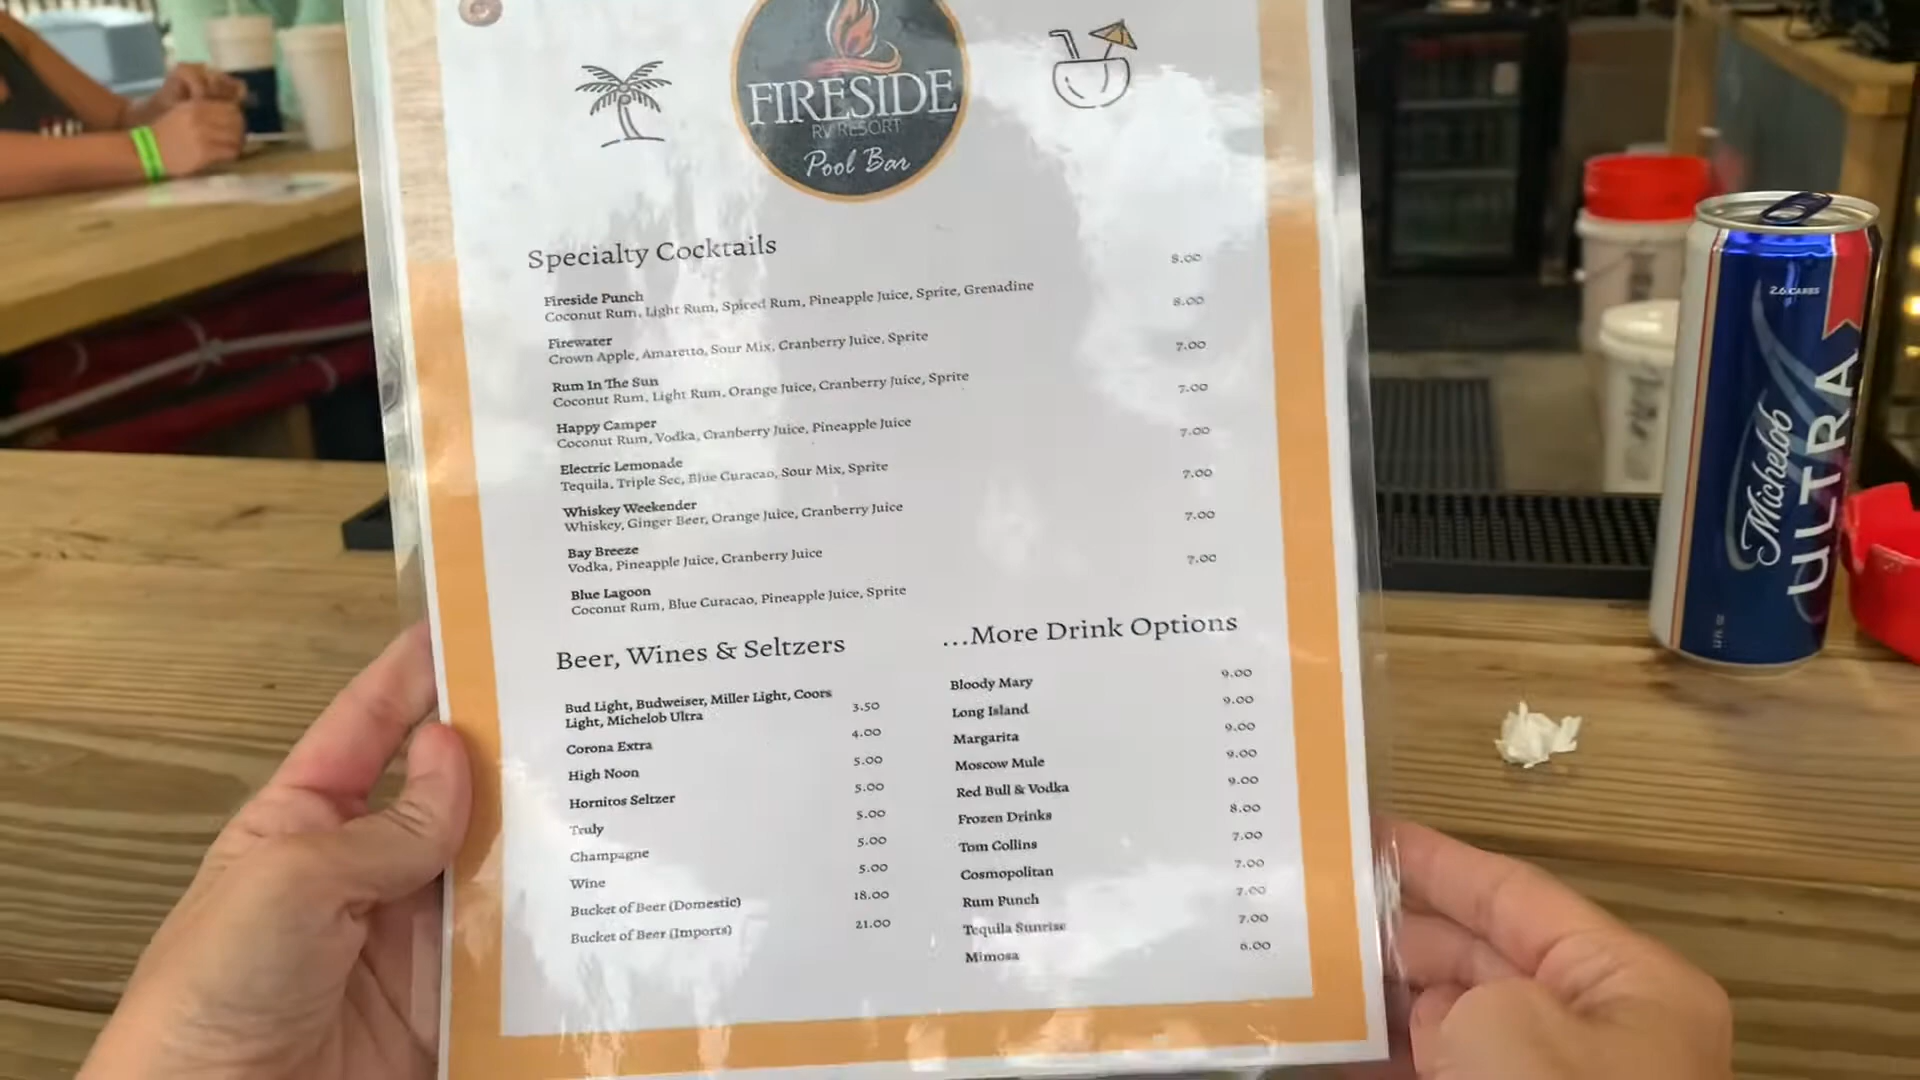 FIRESIDE
RV RESORT
Pool Bar
Specialty Cocktails
Fireside Punch 8.00
Coconut Rum, Light Rum, Spiced Rum, Pineapple Juice, Sprite, Grenadine
Firewater 8.00
Crown Apple, Amaretto, Sour Mix, Cranberry Juice, Sprite
Rum In The Sun 7.00
Coconut Rum, Light Rum, Orange Juice, Cranberry Juice, Sprite
Happy Camper 7.00
Coconut Rum, Vodka, Cranberry Juice, Pineapple Juice
Electric Lemonade 7.00
Tequila, Triple Sec, Blue Curacao, Sour Mix, Sprite
Whiskey Weekender 7.00
Whiskey, Ginger Beer, Orange Juice, Cranberry Juice
Bay Breeze 7.00
Vodka, Pineapple Juice, Cranberry Juice
Blue Lagoon 7.00
Coconut Rum, Blue Curacao, Pineapple Juice, Sprite
Beer, Wines & Seltzers
Bud Light, Budweiser, Miller Light, Coors
Light, Michelob Ultra 3.50
Corona Extra 4.00
High Noon 5.00
Hornitos Seltzer 5.00
Truly 5.00
Champagne 5.00
Wine 5.00
Bucket of Beer (Domestic) 18.00
Bucket of Beer (Imports) 21.00
...More Drink Options
Bloody Mary 9.00
Long Island 9.00
Margarita 9.00
Moscow Mule 9.00
Red Bull & Vodka 9.00
Frozen Drinks 8.00
Tom Collins 7.00
Cosmopolitan 7.00
Rum Punch 7.00
Tequila Sunrise 7.00
Mimosa 6.00
2.6 CARBS
Michelob
ULTRA